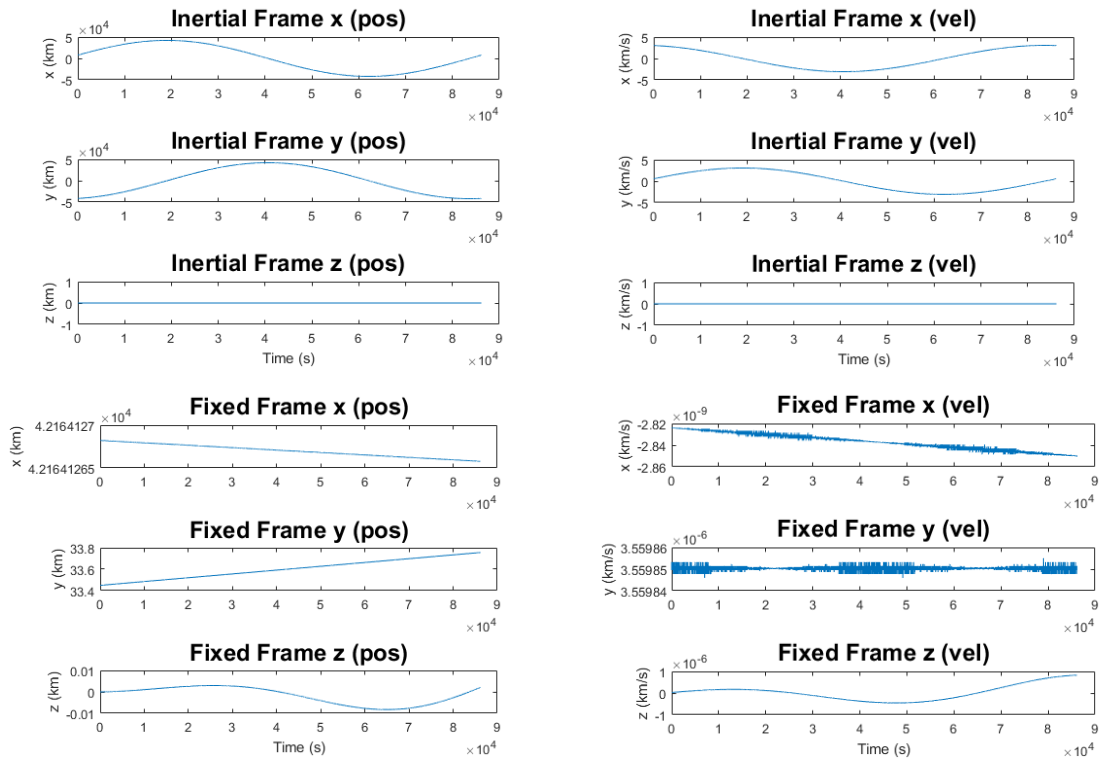 Inertial Frame x (pos)
×10^4
5
0
-5
x (km)
0 1 2 3 4 5 6 7 8 9
×10^4
Inertial Frame x (vel)
5
0
-5
x (km/s)
0 1 2 3 4 5 6 7 8 9
×10^4
Inertial Frame y (pos)
×10^4
5
0
-5
y (km)
0 1 2 3 4 5 6 7 8 9
×10^4
Inertial Frame y (vel)
5
0
-5
y (km/s)
0 1 2 3 4 5 6 7 8 9
×10^4
Inertial Frame z (pos)
1
0
-1
z (km)
0 1 2 3 4 5 6 7 8 9
Time (s)
×10^4
Inertial Frame z (vel)
1
0
-1
z (km/s)
0 1 2 3 4 5 6 7 8 9
Time (s)
×10^4
Fixed Frame x (pos)
×10^4
4.2164127
4.21641265
x (km)
0 1 2 3 4 5 6 7 8 9
×10^4
Fixed Frame x (vel)
×10^-9
-2.82
-2.84
-2.86
x (km/s)
0 1 2 3 4 5 6 7 8 9
×10^4
Fixed Frame y (pos)
33.8
33.6
33.4
y (km)
0 1 2 3 4 5 6 7 8 9
×10^4
Fixed Frame y (vel)
×10^-6
3.55986
3.55985
3.55984
y (km/s)
0 1 2 3 4 5 6 7 8 9
×10^4
Fixed Frame z (pos)
0.01
0
-0.01
z (km)
0 1 2 3 4 5 6 7 8 9
Time (s)
×10^4
Fixed Frame z (vel)
×10^-6
1
0
-1
z (km/s)
0 1 2 3 4 5 6 7 8 9
Time (s)
×10^4